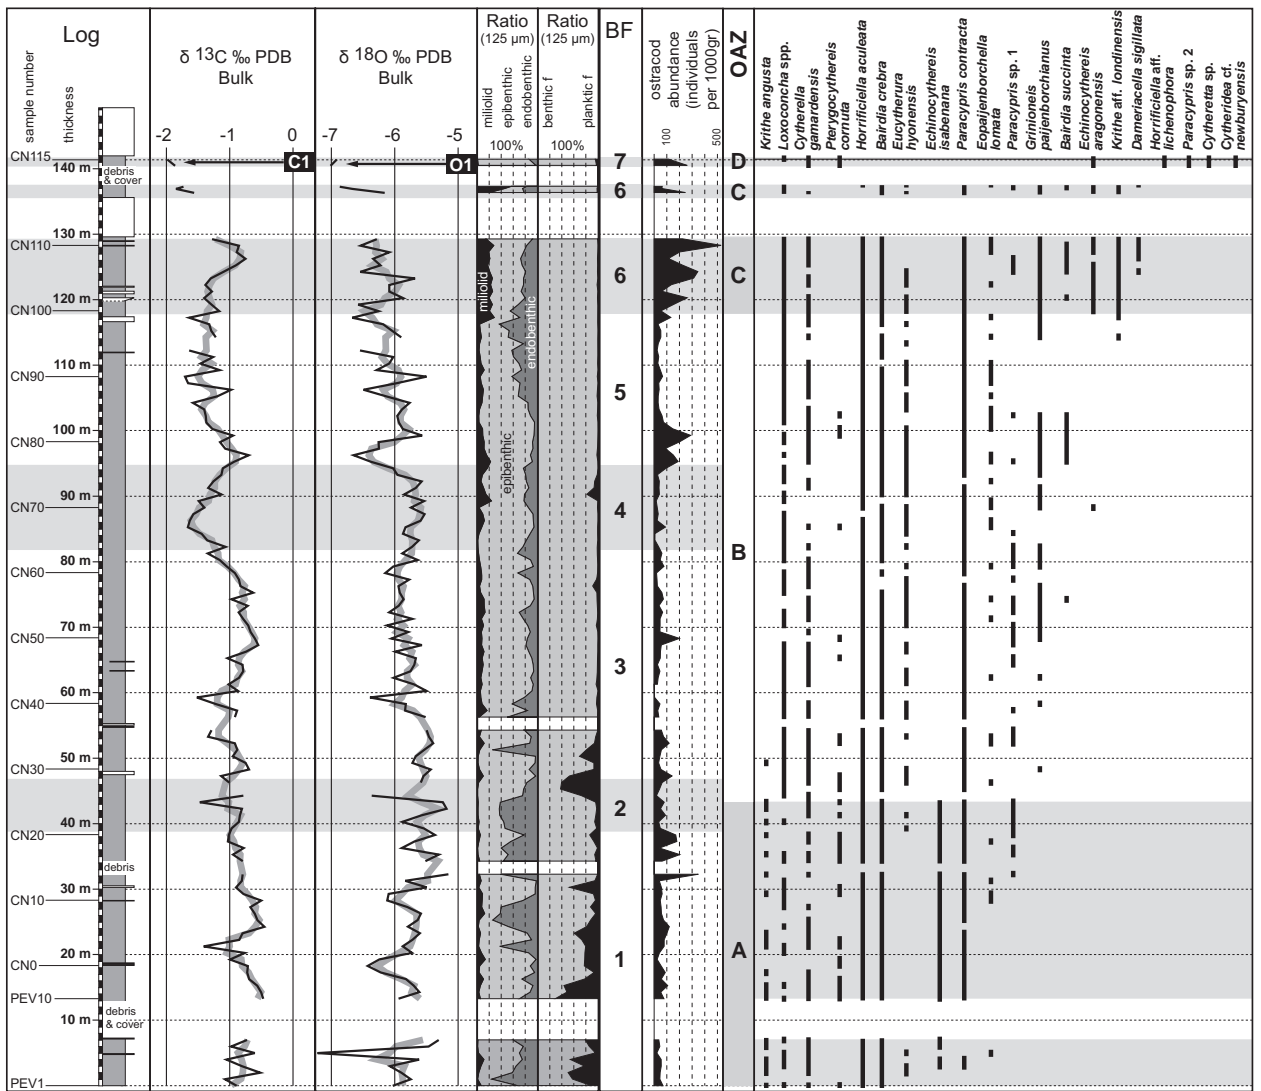 Log
sample number
thickness
δ 13C ‰ PDB
Bulk
-2
-1
0
δ 18O ‰ PDB
Bulk
-7
-6
-5
Ratio
(125 µm)
miliolid
epibenthic
endobenthic
100%
Ratio
(125 µm)
benthic f
planktic f
100%
BF
ostracod
abundance
(individuals
per 1000gr)
100
500
OAZ
Krithe angusta
Loxoconcha spp.
Cytherella
gamardensis
Pterygocythereis
cornuta
Horrificiella aculeata
Bairdia crebra
Eucytherura
hyonensis
Echinocythereis
isabenana
Paracypris contracta
Eopaijenborchella
lomata
Paracypris sp. 1
Grinioneis
paijenborchianus
Bairdia succinta
Echinocythereis
aragonensis
Krithe aff. londinensis
Dameriacella sigillata
Horrificiella aff.
lichenophora
Paracypris sp. 2
Cytheretta sp.
Cytheridea cf.
newburyensis
CN115
140 m
debris
& cover
C1
O1
7
D
6
C
130 m
CN110
6
C
120 m
CN100
miliolid
endobenthic
110 m
CN90
5
100 m
CN80
epibenthic
90 m
CN70
4
B
80 m
CN60
70 m
CN50
3
60 m
CN40
50 m
CN30
2
40 m
CN20
debris
30 m
CN10
20 m
CN0
1
A
PEV10
debris
& cover
10 m
PEV1